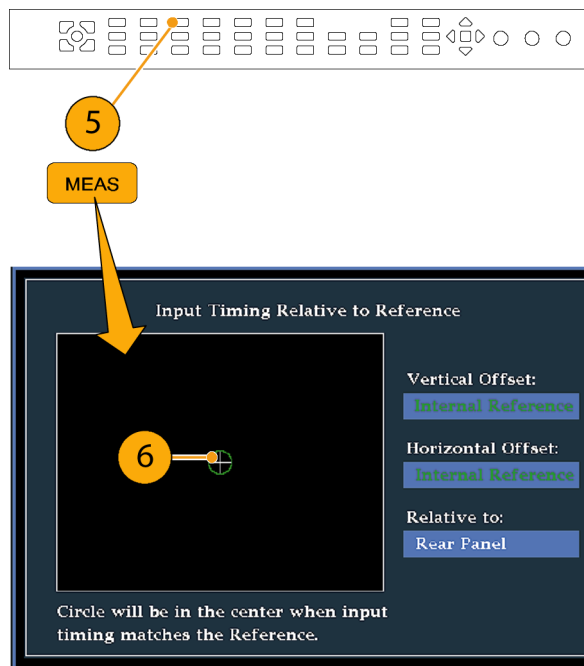 5
MEAS
Input Timing Relative to Reference
6
Vertical Offset:
Internal Reference
Horizontal Offset:
Internal Reference
Relative to:
Rear Panel
Circle will be in the center when input
timing matches the Reference.